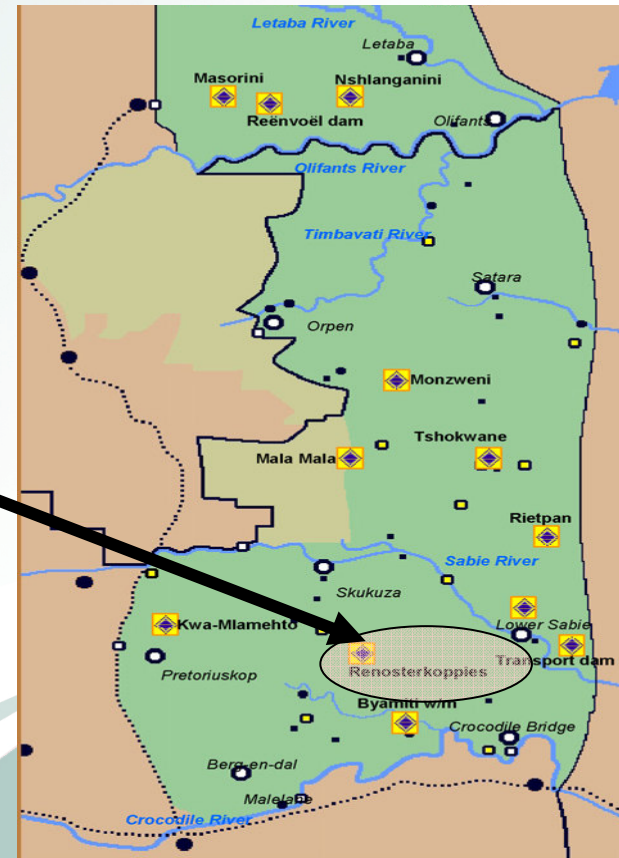 Letaba River
Letaba
Masorini
Nshlanganini
Reënvoël dam
Olifants
Olifants River
Timbavati River
Satara
Orpen
Monzweni
Tshokwane
Mala Mala
Rietpan
Sabie River
Skukuza
Kwa-Mlamehto
Lower Sabie
Transport dam
Pretoriuskop
Renosterkoppies
Byamiti w/m
Crocodile Bridge
Berg-en-dal
Malelane
Crocodile River